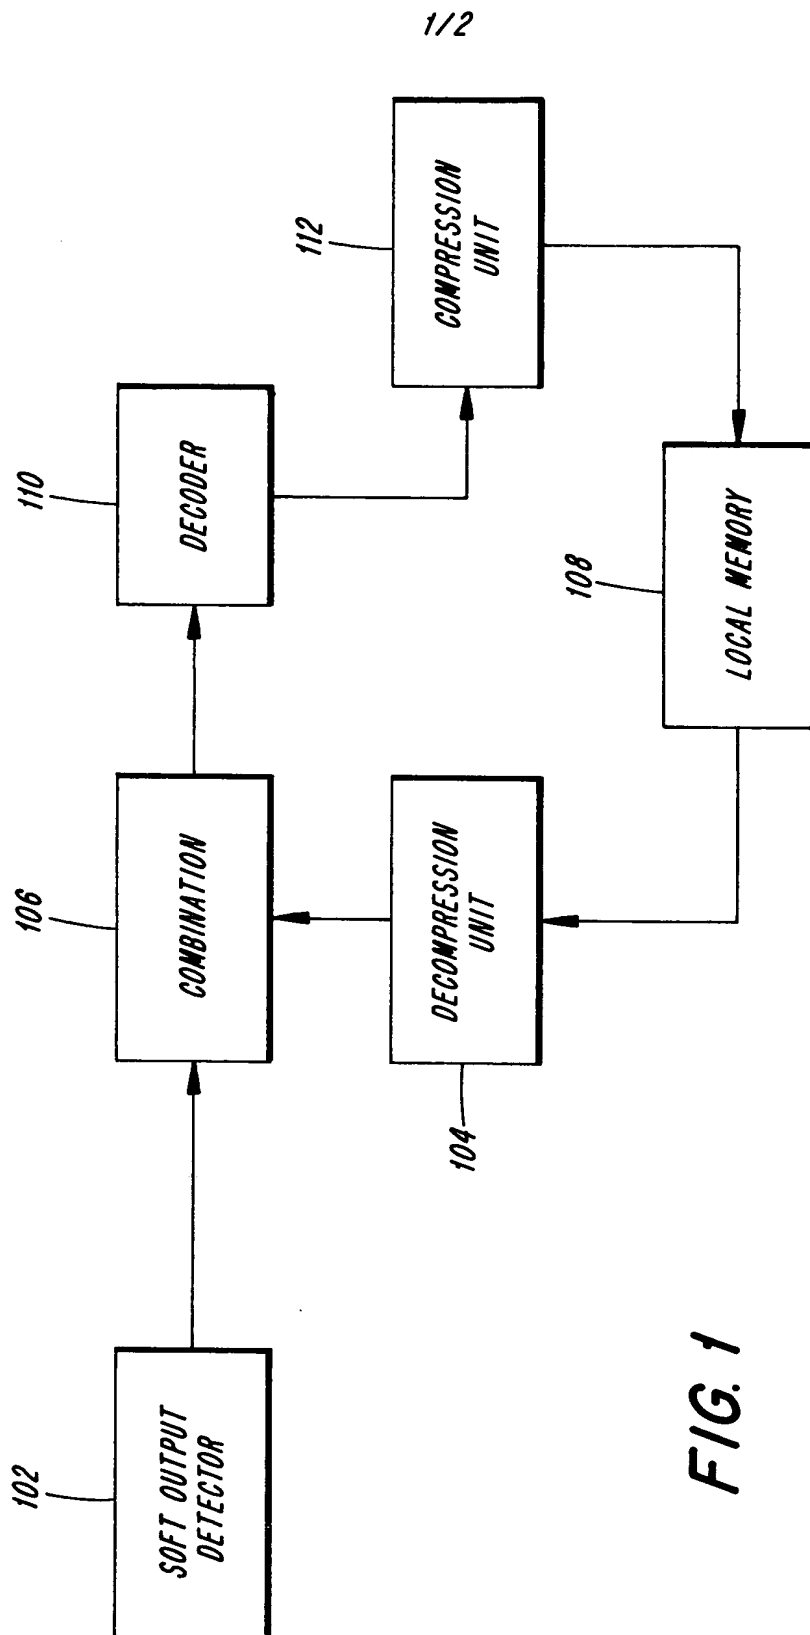 1/2
102
SOFT OUTPUT
DETECTOR
106
COMBINATION
110
DECODER
112
COMPRESSION
UNIT
104
DECOMPRESSION
UNIT
108
LOCAL MEMORY
FIG. 1